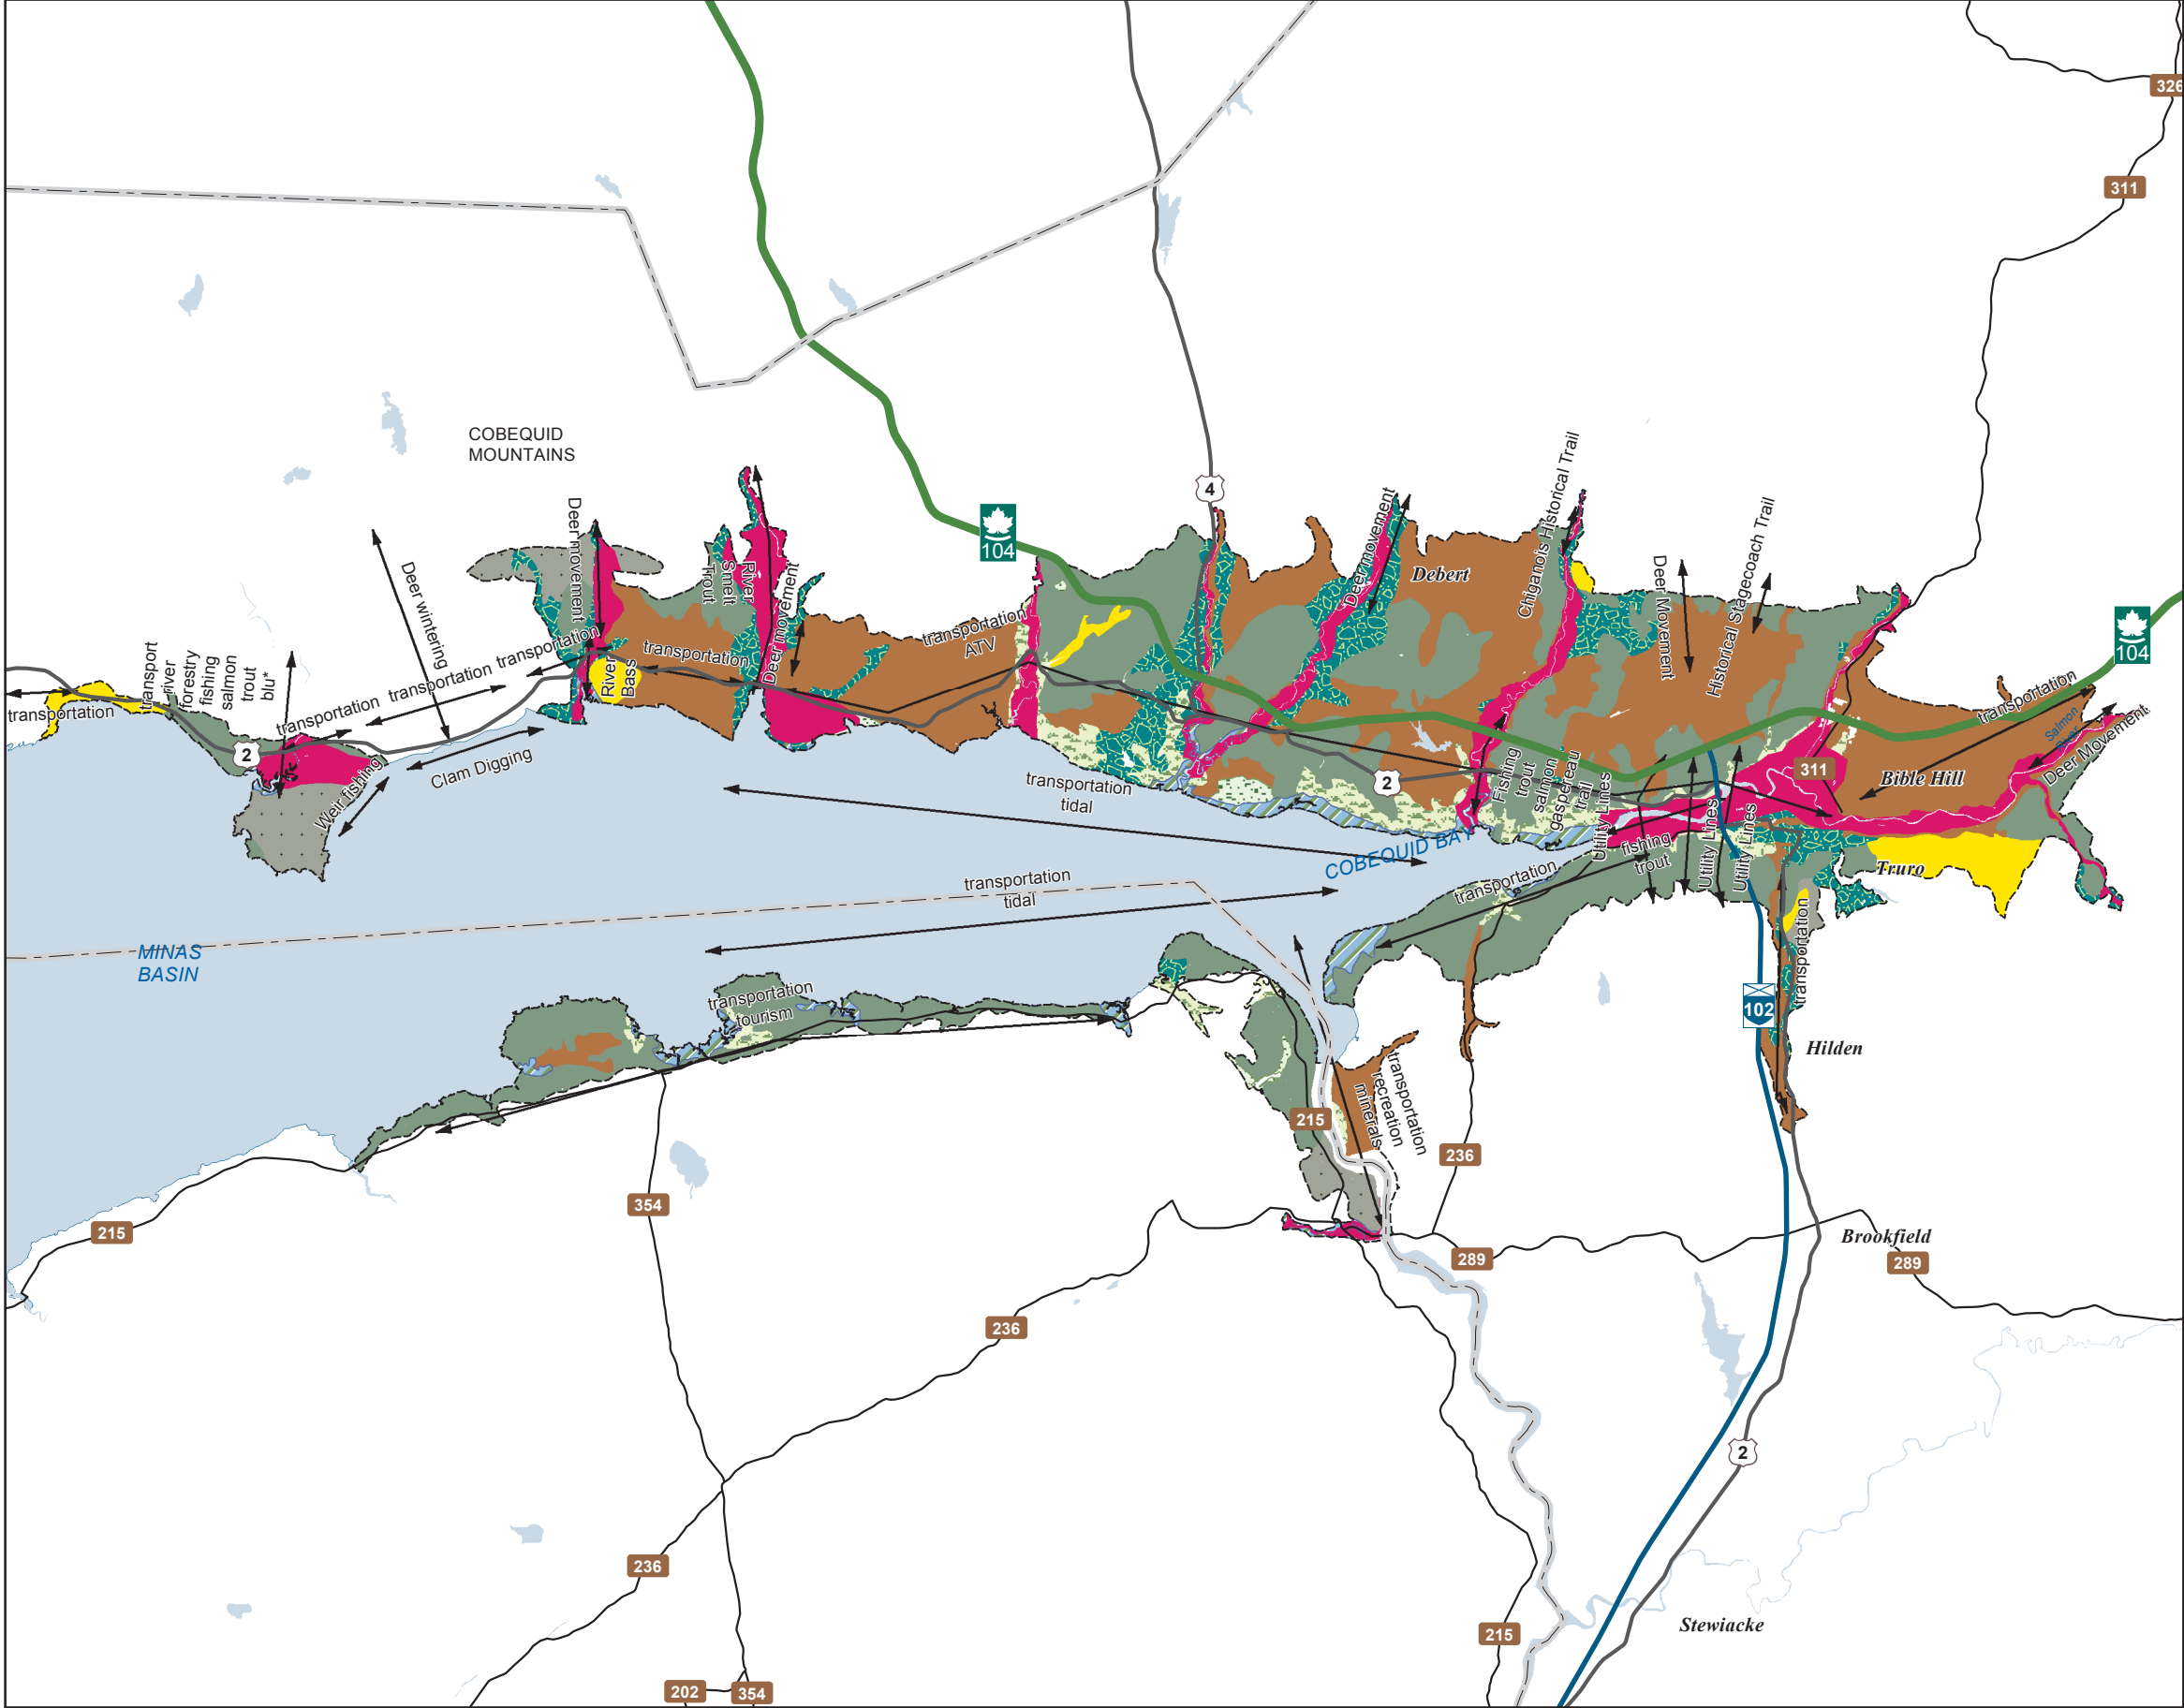 326
311
COBEQUID
MOUNTAINS
4
104
Deer wintering
Deer movement
Trout
Smelt
River
Deer movement
transportation
ATV
Deer movement
Debert
Chiganois Historical Trail
Deer Movement
Historical Stagecoach Trail
104
transport
river
forestry
fishing
salmon
trout
blu*
transportation
transportation
transportation
transportation
transportation
River
Bass
2
Weir fishing
Clam Digging
transportation
tidal
2
Fishing
trout
salmon
gaspereau
trail
Utility Lines
Utility Lines
Utility Lines
311
Bible Hill
transportation
Salmon
River
Deer Movement
COBEQUID BAY
fishing
trout
transportation
Truro
transportation
tidal
MINAS
BASIN
transportation
tourism
transportation
102
Hilden
transportation
recreation
minerals
215
236
354
215
Brookfield
289
289
236
2
236
Stewiacke
215
202
354